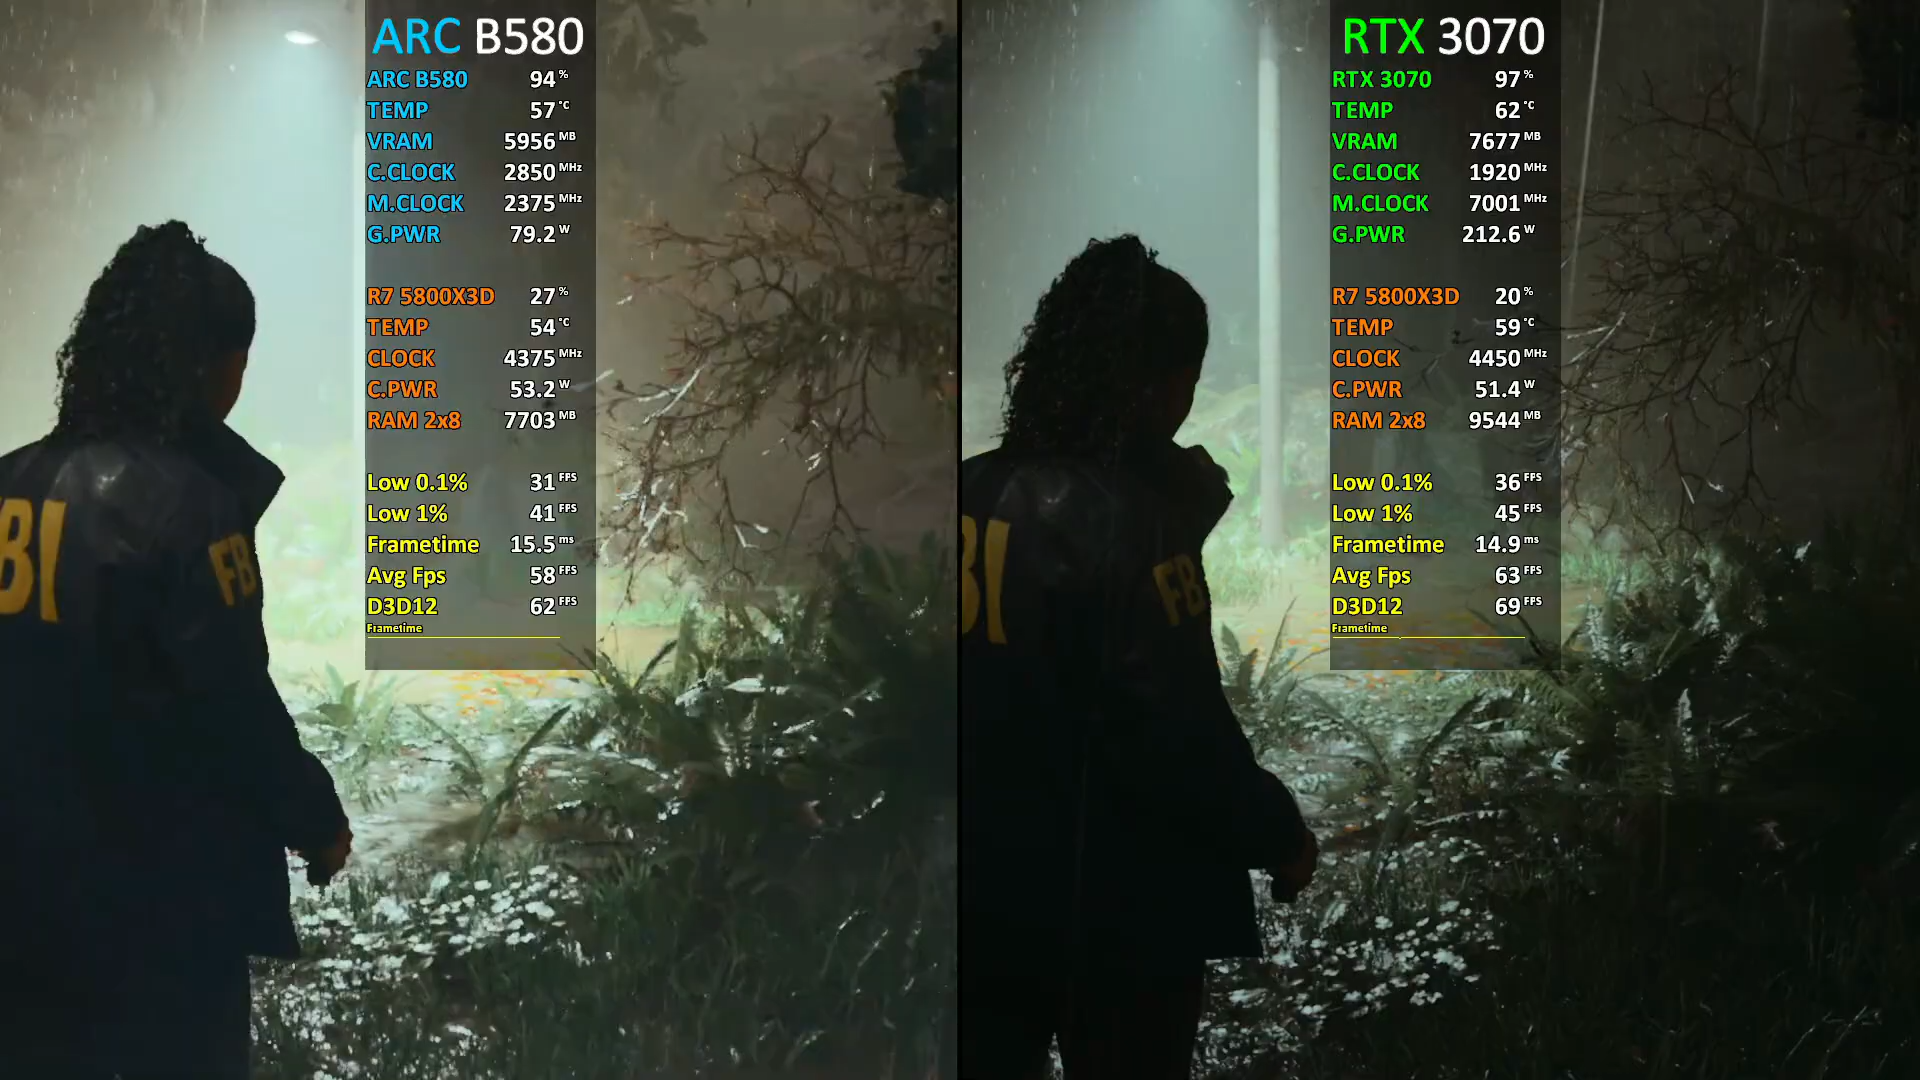 ARC B580
ARC B580 94 %
TEMP 57 °C
VRAM 5956 MB
C.CLOCK 2850 MHz
M.CLOCK 2375 MHz
G.PWR 79.2 W
R7 5800X3D 27 %
TEMP 54 °C
CLOCK 4375 MHz
C.PWR 53.2 W
RAM 2x8 7703 MB
Low 0.1% 31 FPS
Low 1% 41 FPS
Frametime 15.5 ms
Avg Fps 58 FPS
D3D12 62 FPS
Frametime
BI
FB
RTX 3070
RTX 3070 97 %
TEMP 62 °C
VRAM 7677 MB
C.CLOCK 1920 MHz
M.CLOCK 7001 MHz
G.PWR 212.6 W
R7 5800X3D 20 %
TEMP 59 °C
CLOCK 4450 MHz
C.PWR 51.4 W
RAM 2x8 9544 MB
Low 0.1% 36 FPS
Low 1% 45 FPS
Frametime 14.9 ms
Avg Fps 63 FPS
D3D12 69 FPS
Frametime
BI
FB